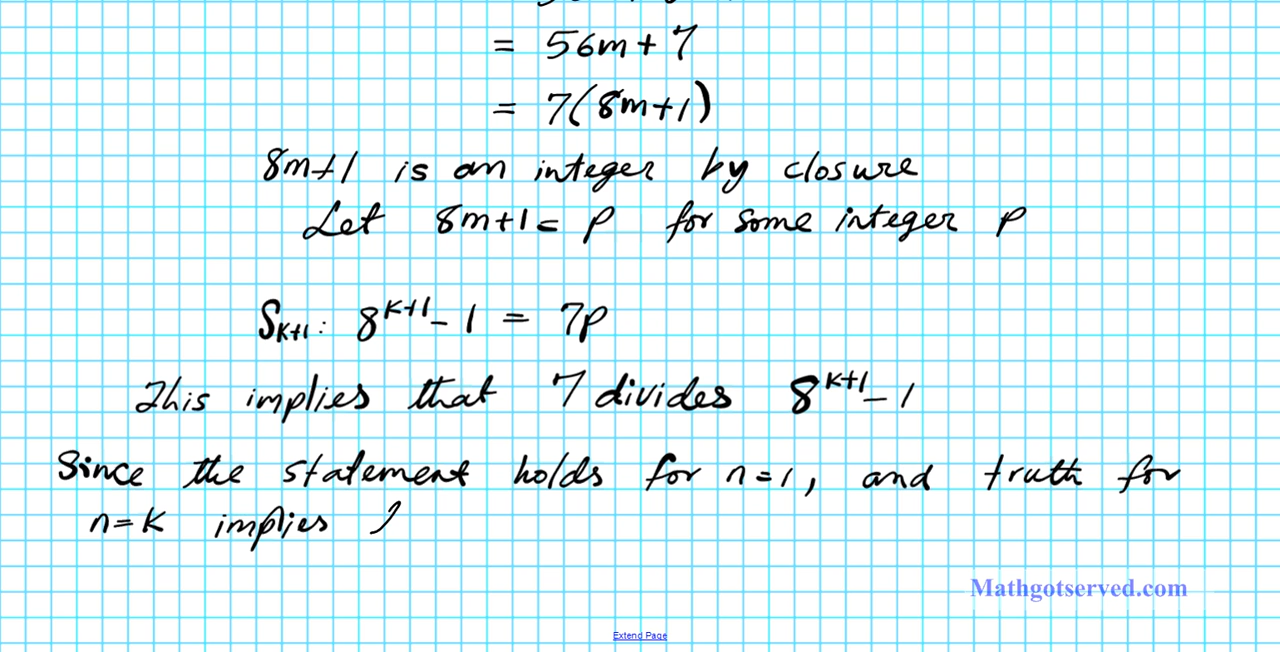 = 56m + 7
= 7(8m+1)
8m+1 is an integer by closure
Let 8m+1 = p for some integer p
S_{K+1}: 8^{K+1} - 1 = 7p
This implies that 7 divides 8^{K+1} - 1
Since the statement holds for n=1, and truth for
n=K implies
Mathgotserved.com
Extend Page